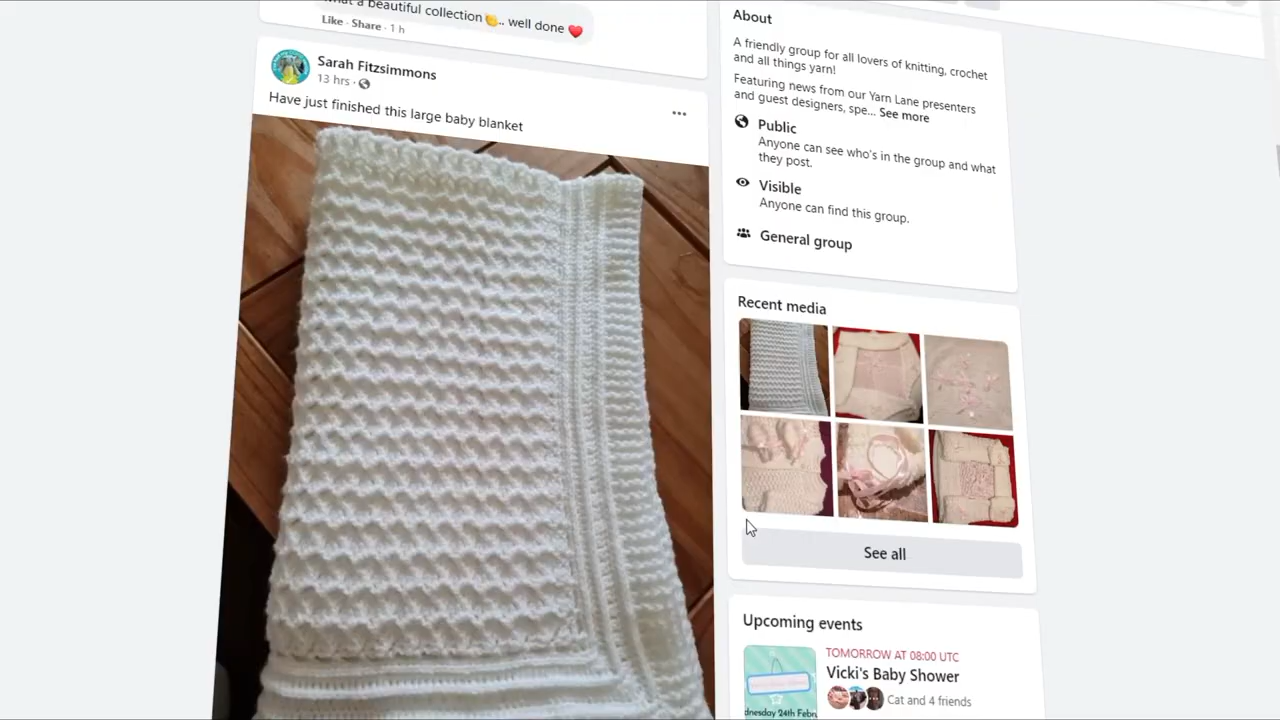 a beautiful collection 👏.. well done ❤️
Like · Share · 1 h
Sarah Fitzsimmons
13 hrs ·
Have just finished this large baby blanket
About
A friendly group for all lovers of knitting, crochet
and all things yarn!
Featuring news from our Yarn Lane presenters
and guest designers, spe... See more
Public
Anyone can see who's in the group and what
they post.
Visible
Anyone can find this group.
General group
Recent media
See all
Upcoming events
TOMORROW AT 08:00 UTC
Vicki's Baby Shower
Cat and 4 friends
dnesday 24th Febr